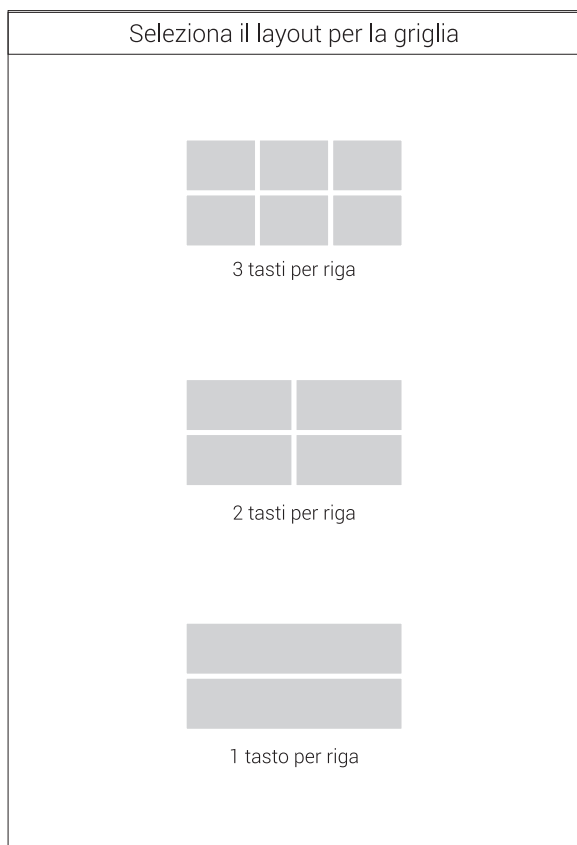 Seleziona il layout per la griglia
3 tasti per riga
2 tasti per riga
1 tasto per riga